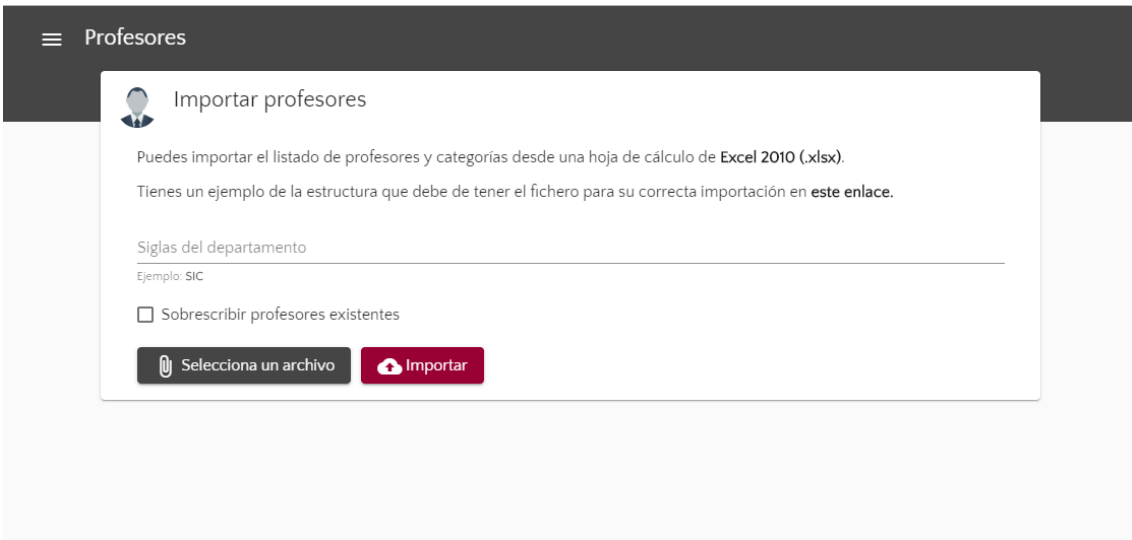 Profesores
Importar profesores
Puedes importar el listado de profesores y categorías desde una hoja de cálculo de Excel 2010 (.xlsx).
Tienes un ejemplo de la estructura que debe de tener el fichero para su correcta importación en este enlace.
Siglas del departamento
Ejemplo: SIC
Sobrescribir profesores existentes
Selecciona un archivo
Importar